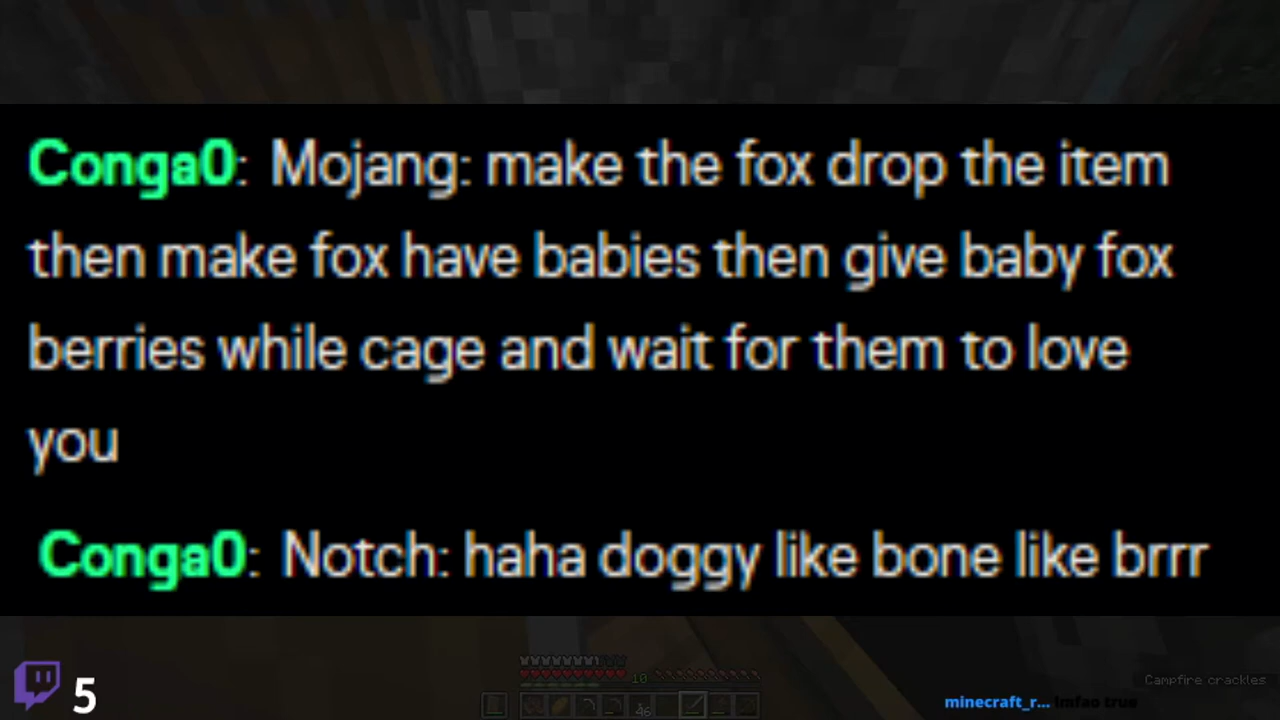 Conga0: Mojang: make the fox drop the item
then make fox have babies then give baby fox
berries while cage and wait for them to love
you
Conga0: Notch: haha doggy like bone like brrr
10
Campfire crackles
5
46
minecraft_r... lmfao true